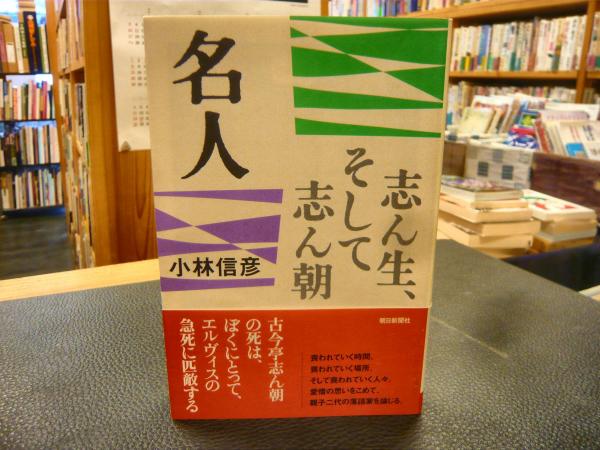 名人
志ん生、
そして
志ん朝
小林信彦
朝日新聞社
古今亭志ん朝
の死は、
ぼくにとって、
エルヴィスの
急死に匹敵する
喪われていく時間。
喪われていく場所。
そして喪われていく人々。
愛惜の思いをこめて、
親子二代の落語家を論じる。